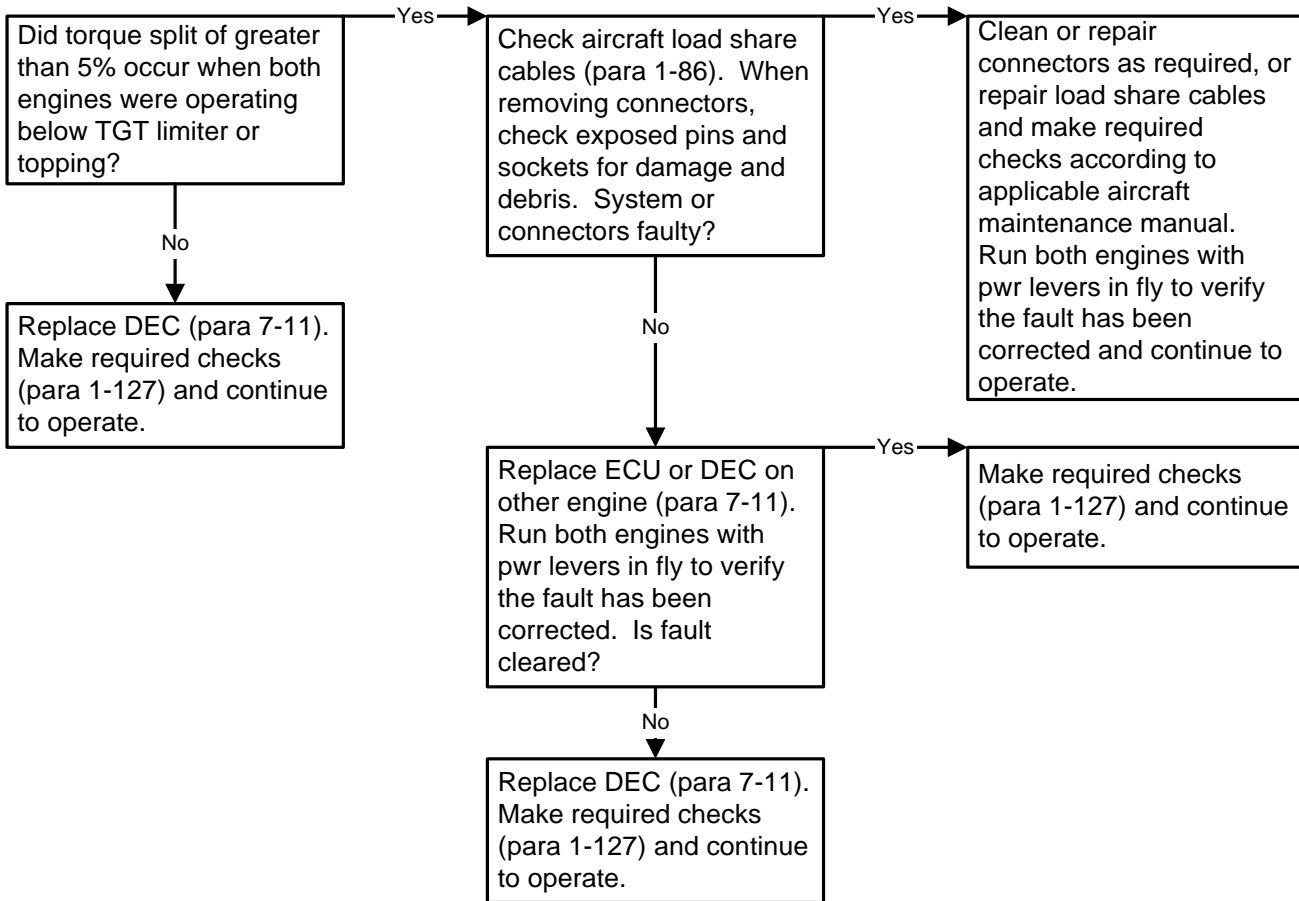 Did torque split of greater
than 5% occur when both
engines were operating
below TGT limiter or
topping?
Yes
Check aircraft load share
cables (para 1-86).  When
removing connectors,
check exposed pins and
sockets for damage and
debris.  System or
connectors faulty?
Yes
Clean or repair
connectors as required, or
repair load share cables
and make required
checks according to
applicable aircraft
maintenance manual.
Run both engines with
pwr levers in fly to verify
the fault has been
corrected and continue to
operate.
No
Replace DEC (para 7-11).
Make required checks
(para 1-127) and continue
to operate.
No
Replace ECU or DEC on
other engine (para 7-11).
Run both engines with
pwr levers in fly to verify
the fault has been
corrected.  Is fault
cleared?
Yes
Make required checks
(para 1-127) and continue
to operate.
No
Replace DEC (para 7-11).
Make required checks
(para 1-127) and continue
to operate.